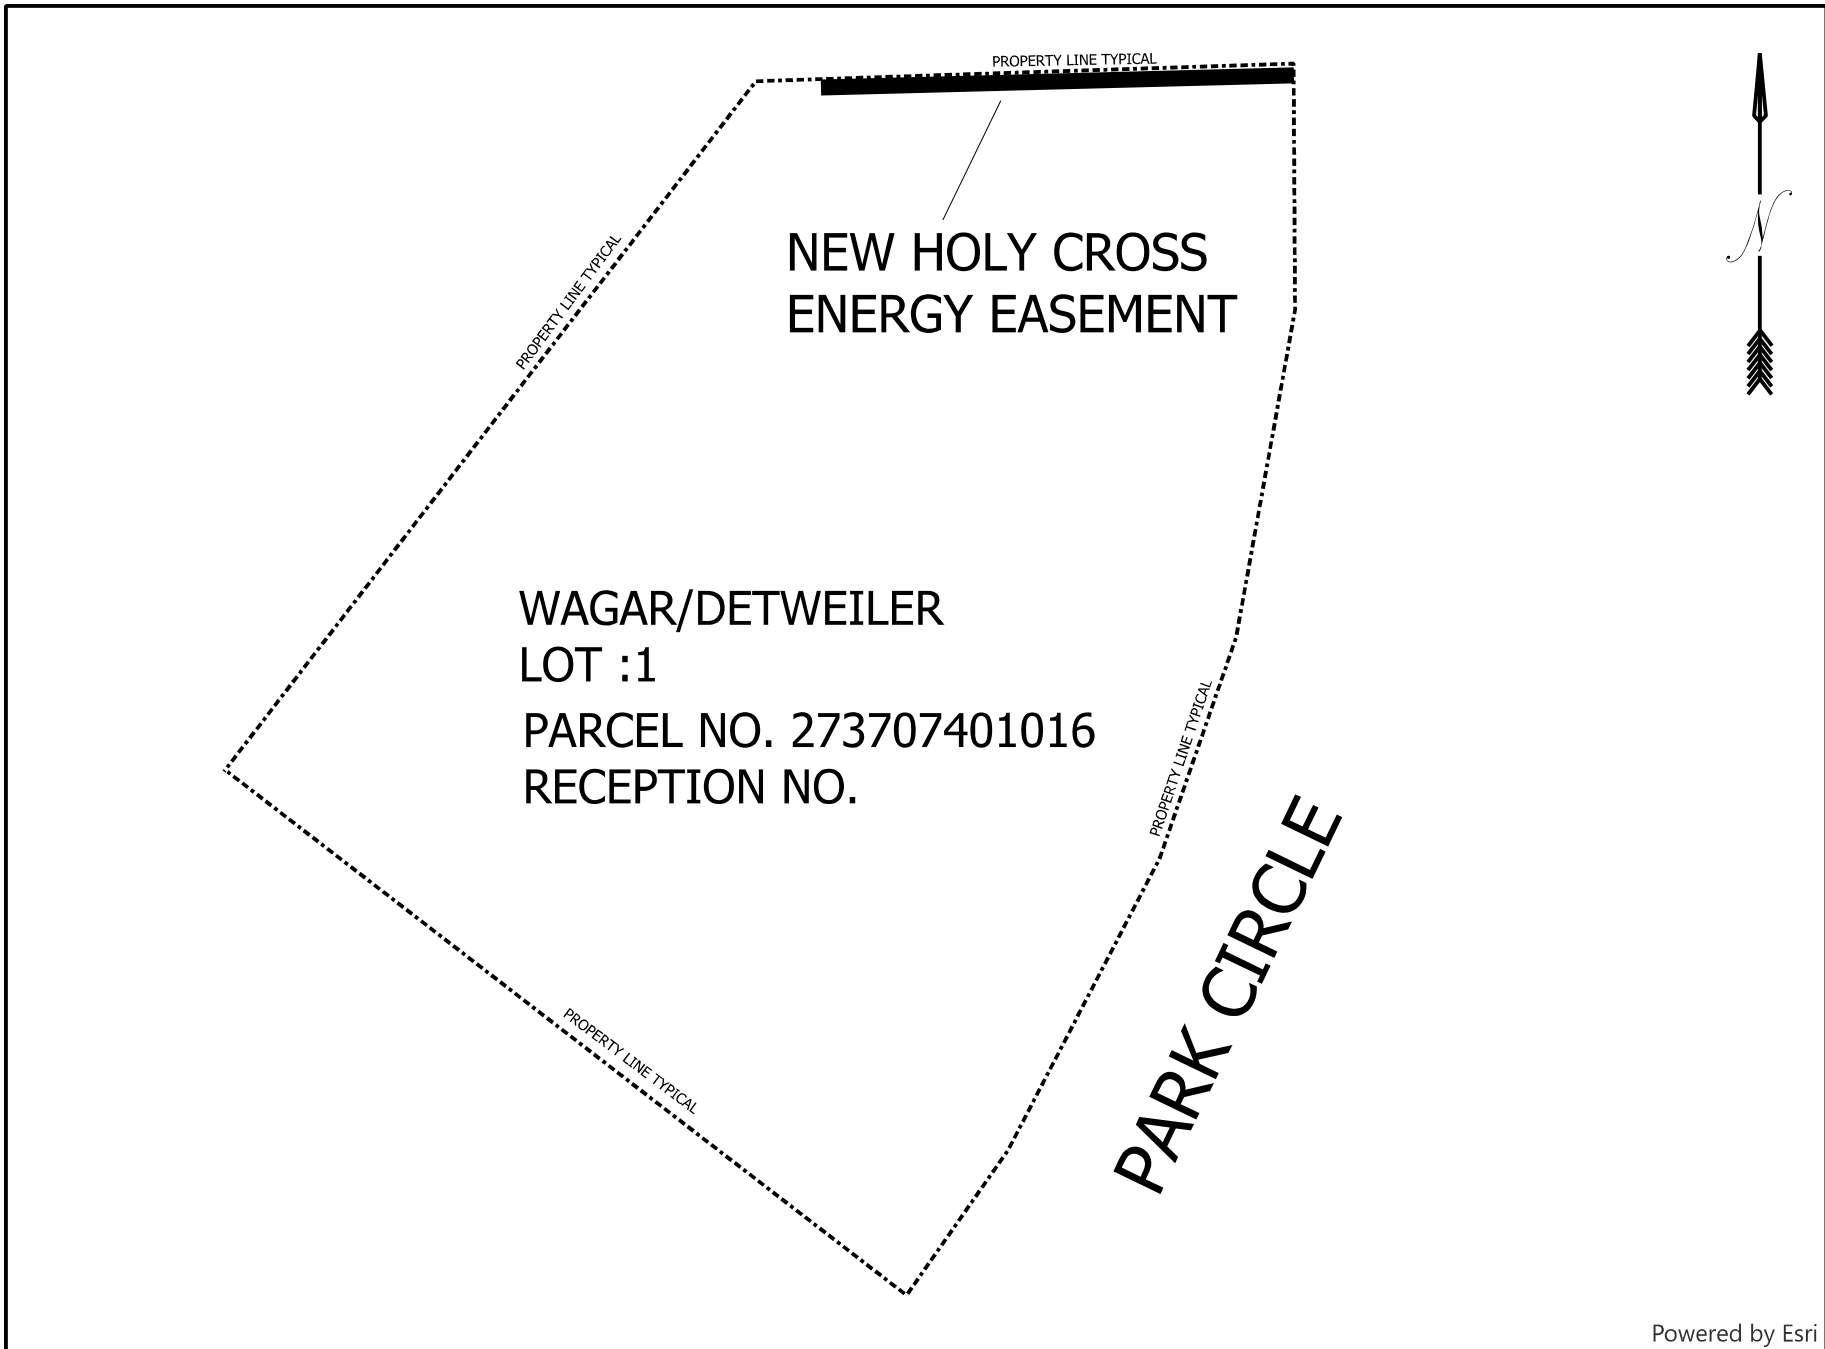 PROPERTY LINE TYPICAL
NEW HOLY CROSS
ENERGY EASEMENT
N
PROPERTY LINE TYPICAL
WAGAR/DETWEILER
LOT :1
PARCEL NO. 273707401016
RECEPTION NO.
PROPERTY LINE TYPICAL
PARK CIRCLE
PROPERTY LINE TYPICAL
Powered by Esri